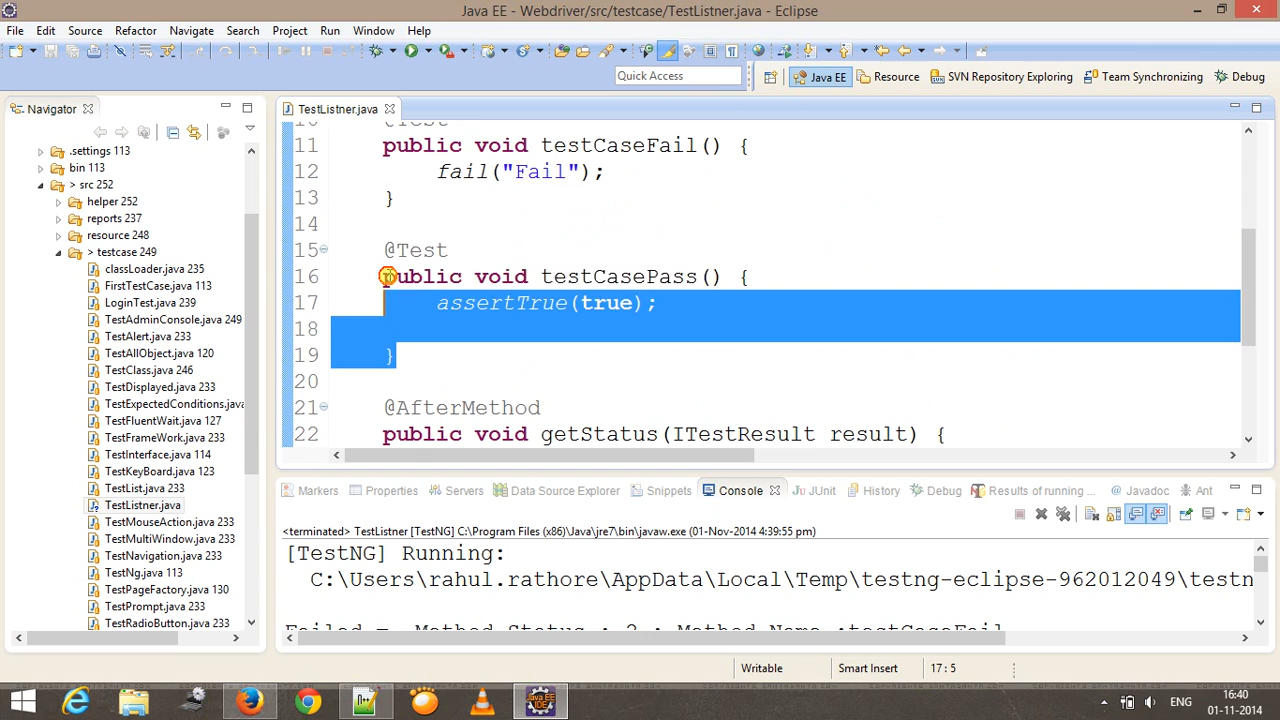 Java EE - Webdriver/src/testcase/TestListner.java - Eclipse
File Edit Source Refactor Navigate Search Project Run Window Help
Quick Access
Java EE Resource SVN Repository Exploring Team Synchronizing Debug
Navigator
TestListner.java
.settings 113
bin 113
> src 252
helper 252
reports 237
resource 248
> testcase 249
classLoader.java 235
FirstTestCase.java 113
LoginTest.java 239
TestAdminConsole.java 249
TestAlert.java 233
TestAllObject.java 120
TestClass.java 246
TestDisplayed.java 233
TestExpectedConditions.java
TestFluentWait.java 127
TestFrameWork.java 233
TestInterface.java 114
TestKeyBoard.java 123
TestList.java 233
TestListner.java
TestMouseAction.java 233
TestMultiWindow.java 233
TestNavigation.java 233
TestNg.java 113
TestPageFactory.java 130
TestPrompt.java 233
TestRadioButton.java 233
10 @Test
11 public void testCaseFail() {
12 fail("Fail");
13 }
14
15 @Test
16 public void testCasePass() {
17 assertTrue(true);
18
19 }
20
21 @AfterMethod
22 public void getStatus(ITestResult result) {
Markers Properties Servers Data Source Explorer Snippets Console JUnit History Debug Results of running ... Javadoc Ant
<terminated> TestListner [TestNG] C:\Program Files (x86)\Java\jre7\bin\javaw.exe (01-Nov-2014 4:39:55 pm)
[TestNG] Running:
C:\Users\rahul.rathore\AppData\Local\Temp\testng-eclipse-962012049\testn
Failed = Method Status : 2 : Method Name :testCaseFail
Writable Smart Insert 17 : 5
ENG 16:40
01-11-2014